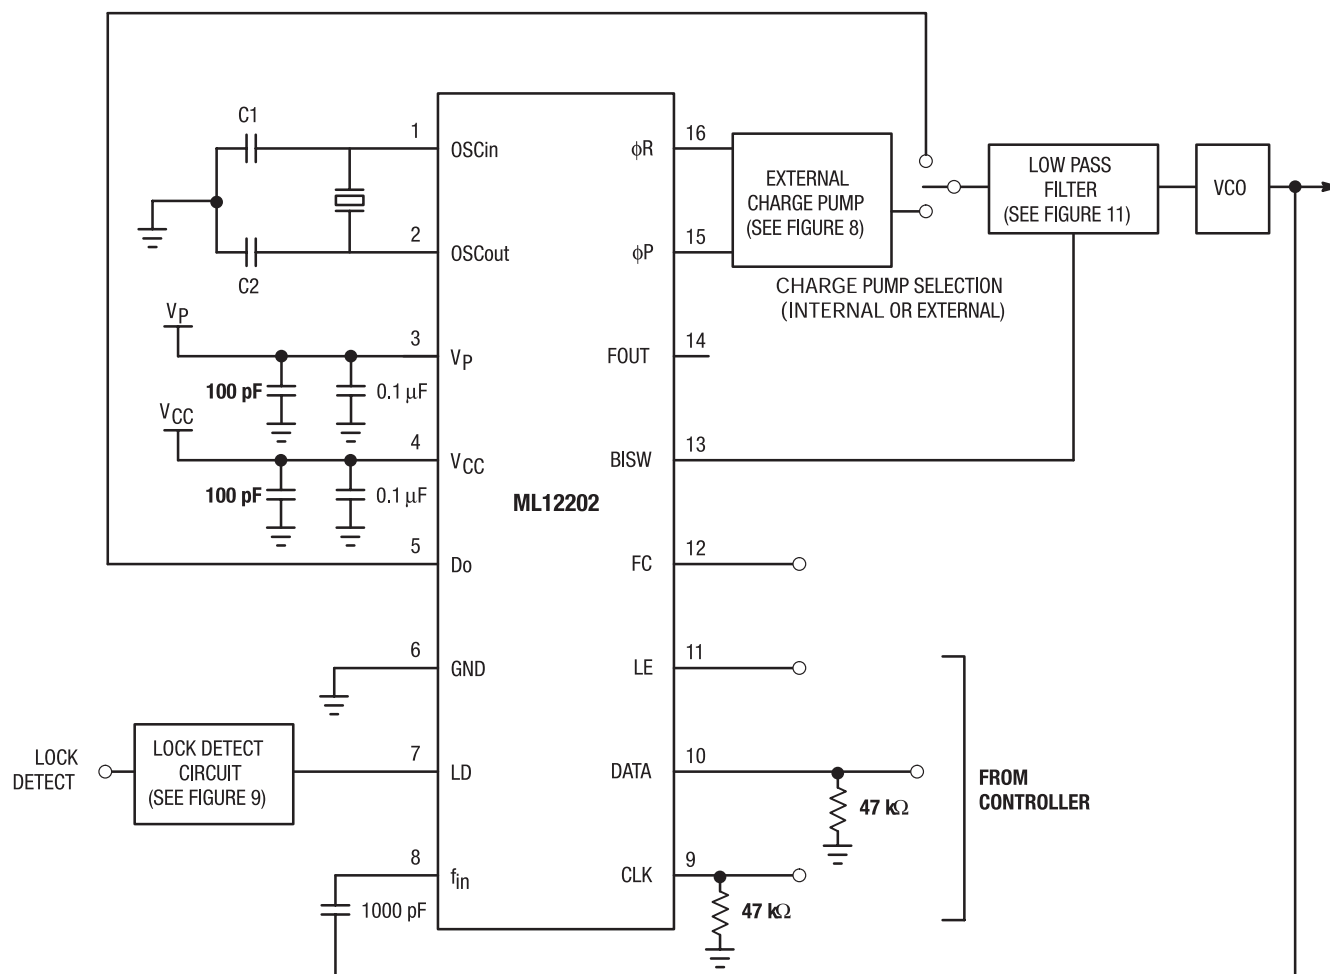 C1
1
OSCin
2
OSCout
C2
VP
3
VP
100 pF
0.1 µF
VCC
4
VCC
100 pF
0.1 µF
5
Do
ML12202
6
GND
LOCK
DETECT
LOCK DETECT
CIRCUIT
(SEE FIGURE 9)
7
LD
8
fin
1000 pF
16
ϕR
15
ϕP
EXTERNAL
CHARGE PUMP
(SEE FIGURE 8)
CHARGE PUMP SELECTION
(INTERNAL OR EXTERNAL)
LOW PASS
FILTER
(SEE FIGURE 11)
VCO
14
FOUT
13
BISW
12
FC
11
LE
10
DATA
47 kΩ
9
CLK
47 kΩ
FROM
CONTROLLER